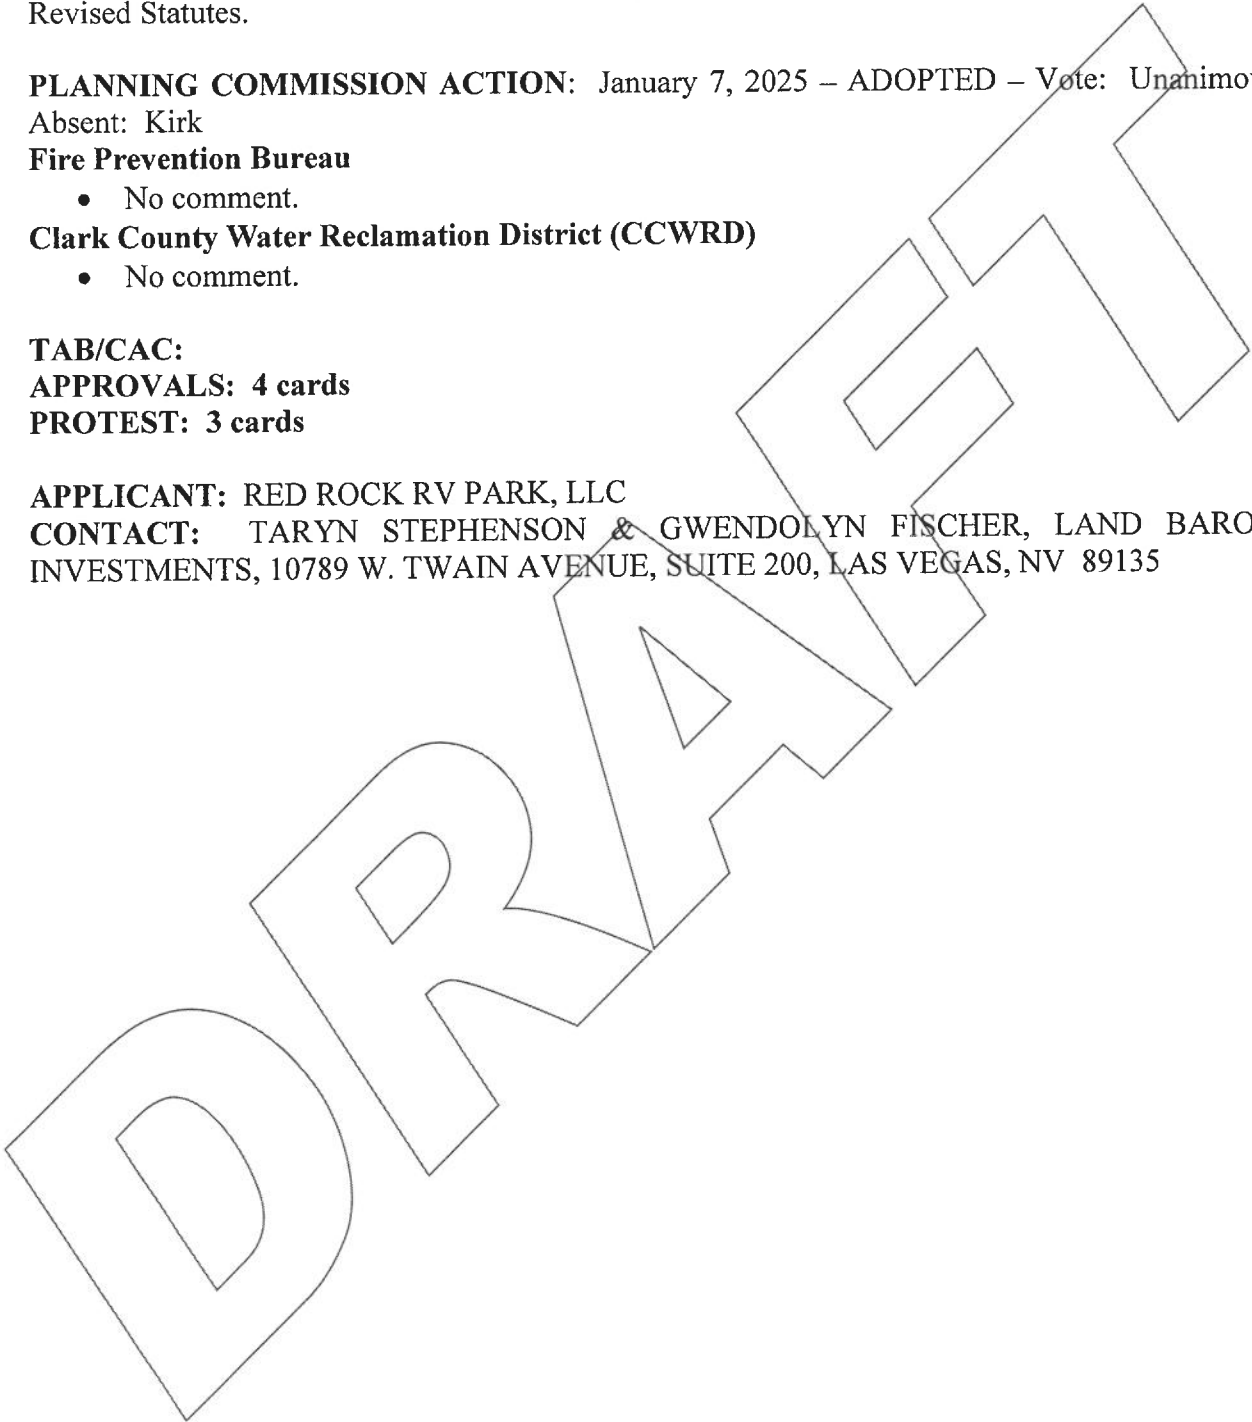 Revised Statutes.
PLANNING COMMISSION ACTION: January 7, 2025 – ADOPTED – Vote: Unanimo
Absent: Kirk
Fire Prevention Bureau
• No comment.
Clark County Water Reclamation District (CCWRD)
• No comment.
TAB/CAC:
APPROVALS: 4 cards
PROTEST: 3 cards
APPLICANT: RED ROCK RV PARK, LLC
CONTACT: TARYN STEPHENSON & GWENDOLYN FISCHER, LAND BARO
INVESTMENTS, 10789 W. TWAIN AVENUE, SUITE 200, LAS VEGAS, NV 89135
DRAFT